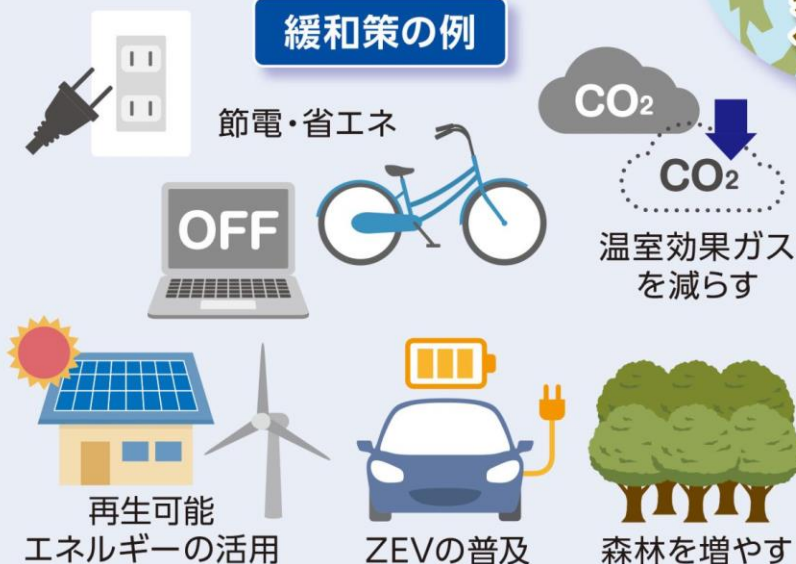 緩和策の例
節電・省エネ
CO₂
CO₂
温室効果ガス
を減らす
OFF
再生可能
エネルギーの活用
ZEVの普及
森林を増やす